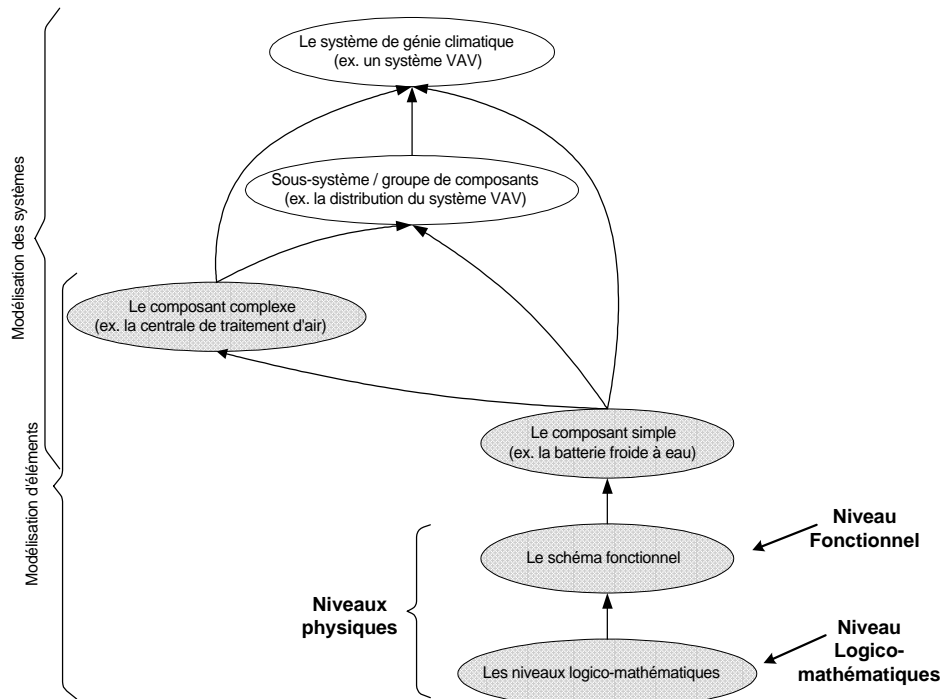 Le système de génie climatique
(ex. un système VAV)
Modélisation des systèmes
Sous-système / groupe de composants
(ex. la distribution du système VAV)
Le composant complexe
(ex. la centrale de traitement d'air)
Le composant simple
(ex. la batterie froide à eau)
Modélisation d'éléments
Niveau
Fonctionnel
Le schéma fonctionnel
Niveaux
physiques
Niveau
Logico-
mathématiques
Les niveaux logico-mathématiques